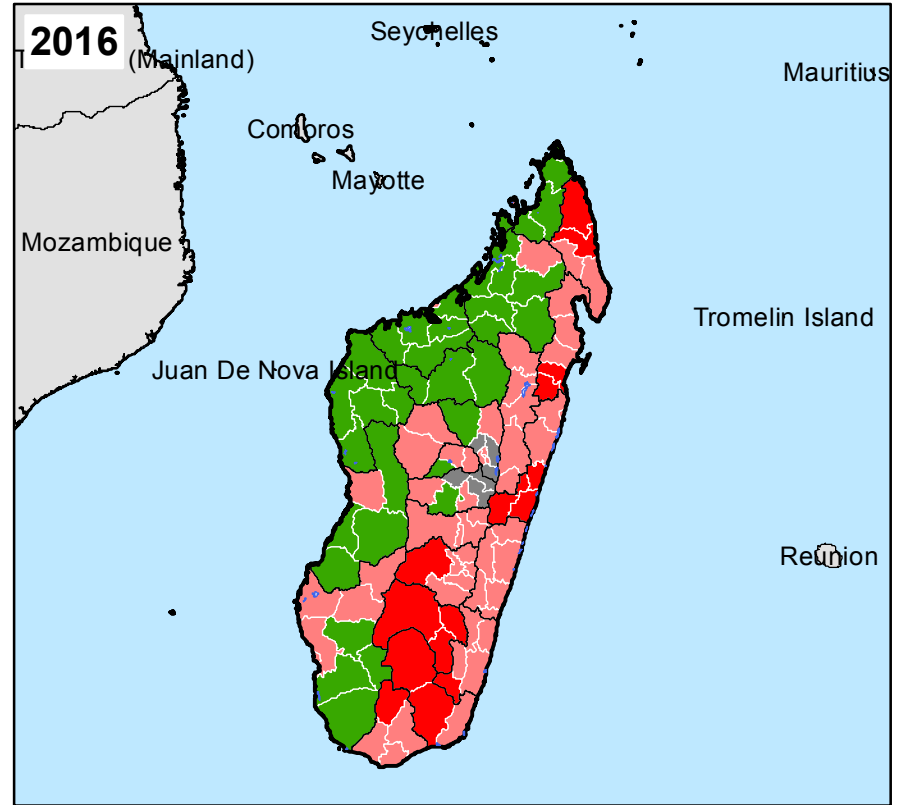 2016
Seychelles
(Mainland)
Mauritius
Comoros
Mayotte
Mozambique
Tromelin Island
Juan De Nova Island
Reunion